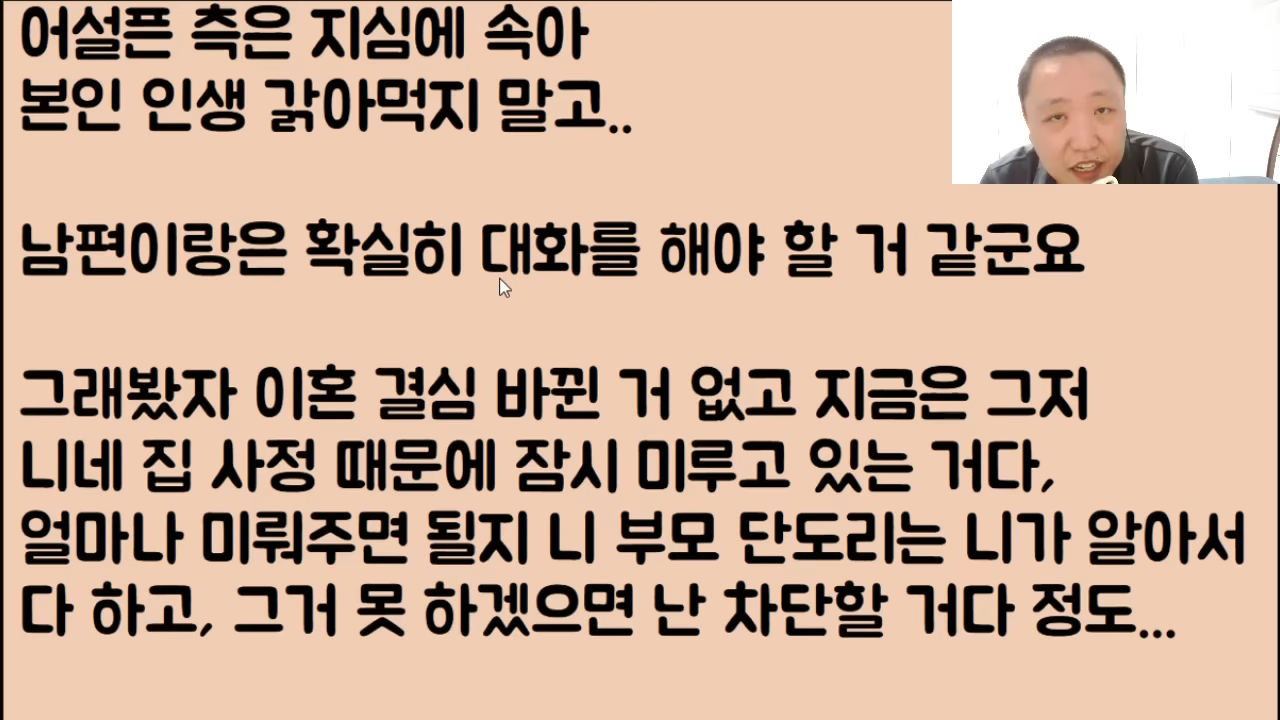 어설픈 측은 지심에 속아
본인 인생 갉아먹지 말고..
남편이랑은 확실히 대화를 해야 할 거 같군요
그래봤자 이혼 결심 바뀐 거 없고 지금은 그저
니네 집 사정 때문에 잠시 미루고 있는 거다,
얼마나 미뤄주면 될지 니 부모 단도리는 니가 알아서
다 하고, 그거 못 하겠으면 난 차단할 거다 정도...